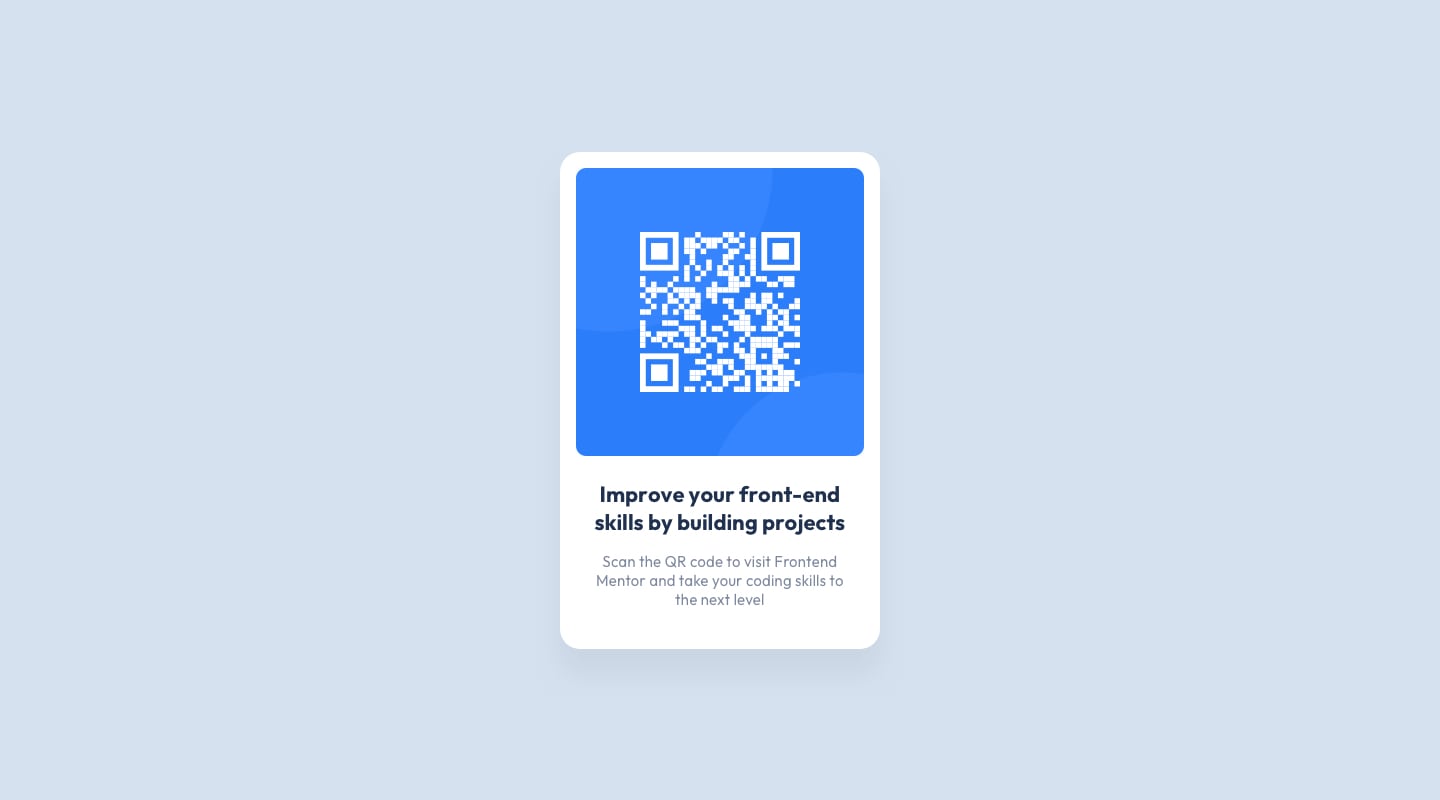 Improve your front-end
skills by building projects
Scan the QR code to visit Frontend
Mentor and take your coding skills to
the next level